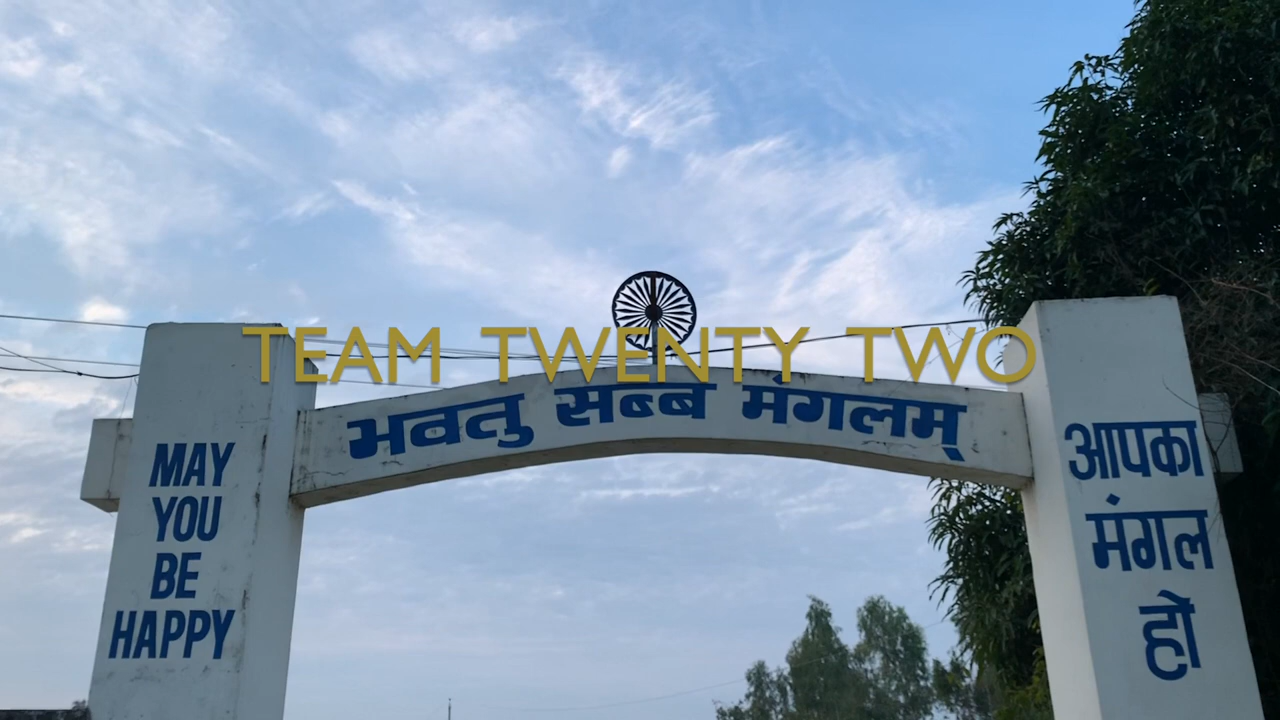 TEAM TWENTY TWO
भवतु सब्ब मंगलम्
MAY
YOU
BE
HAPPY
आपका
मंगल
हो